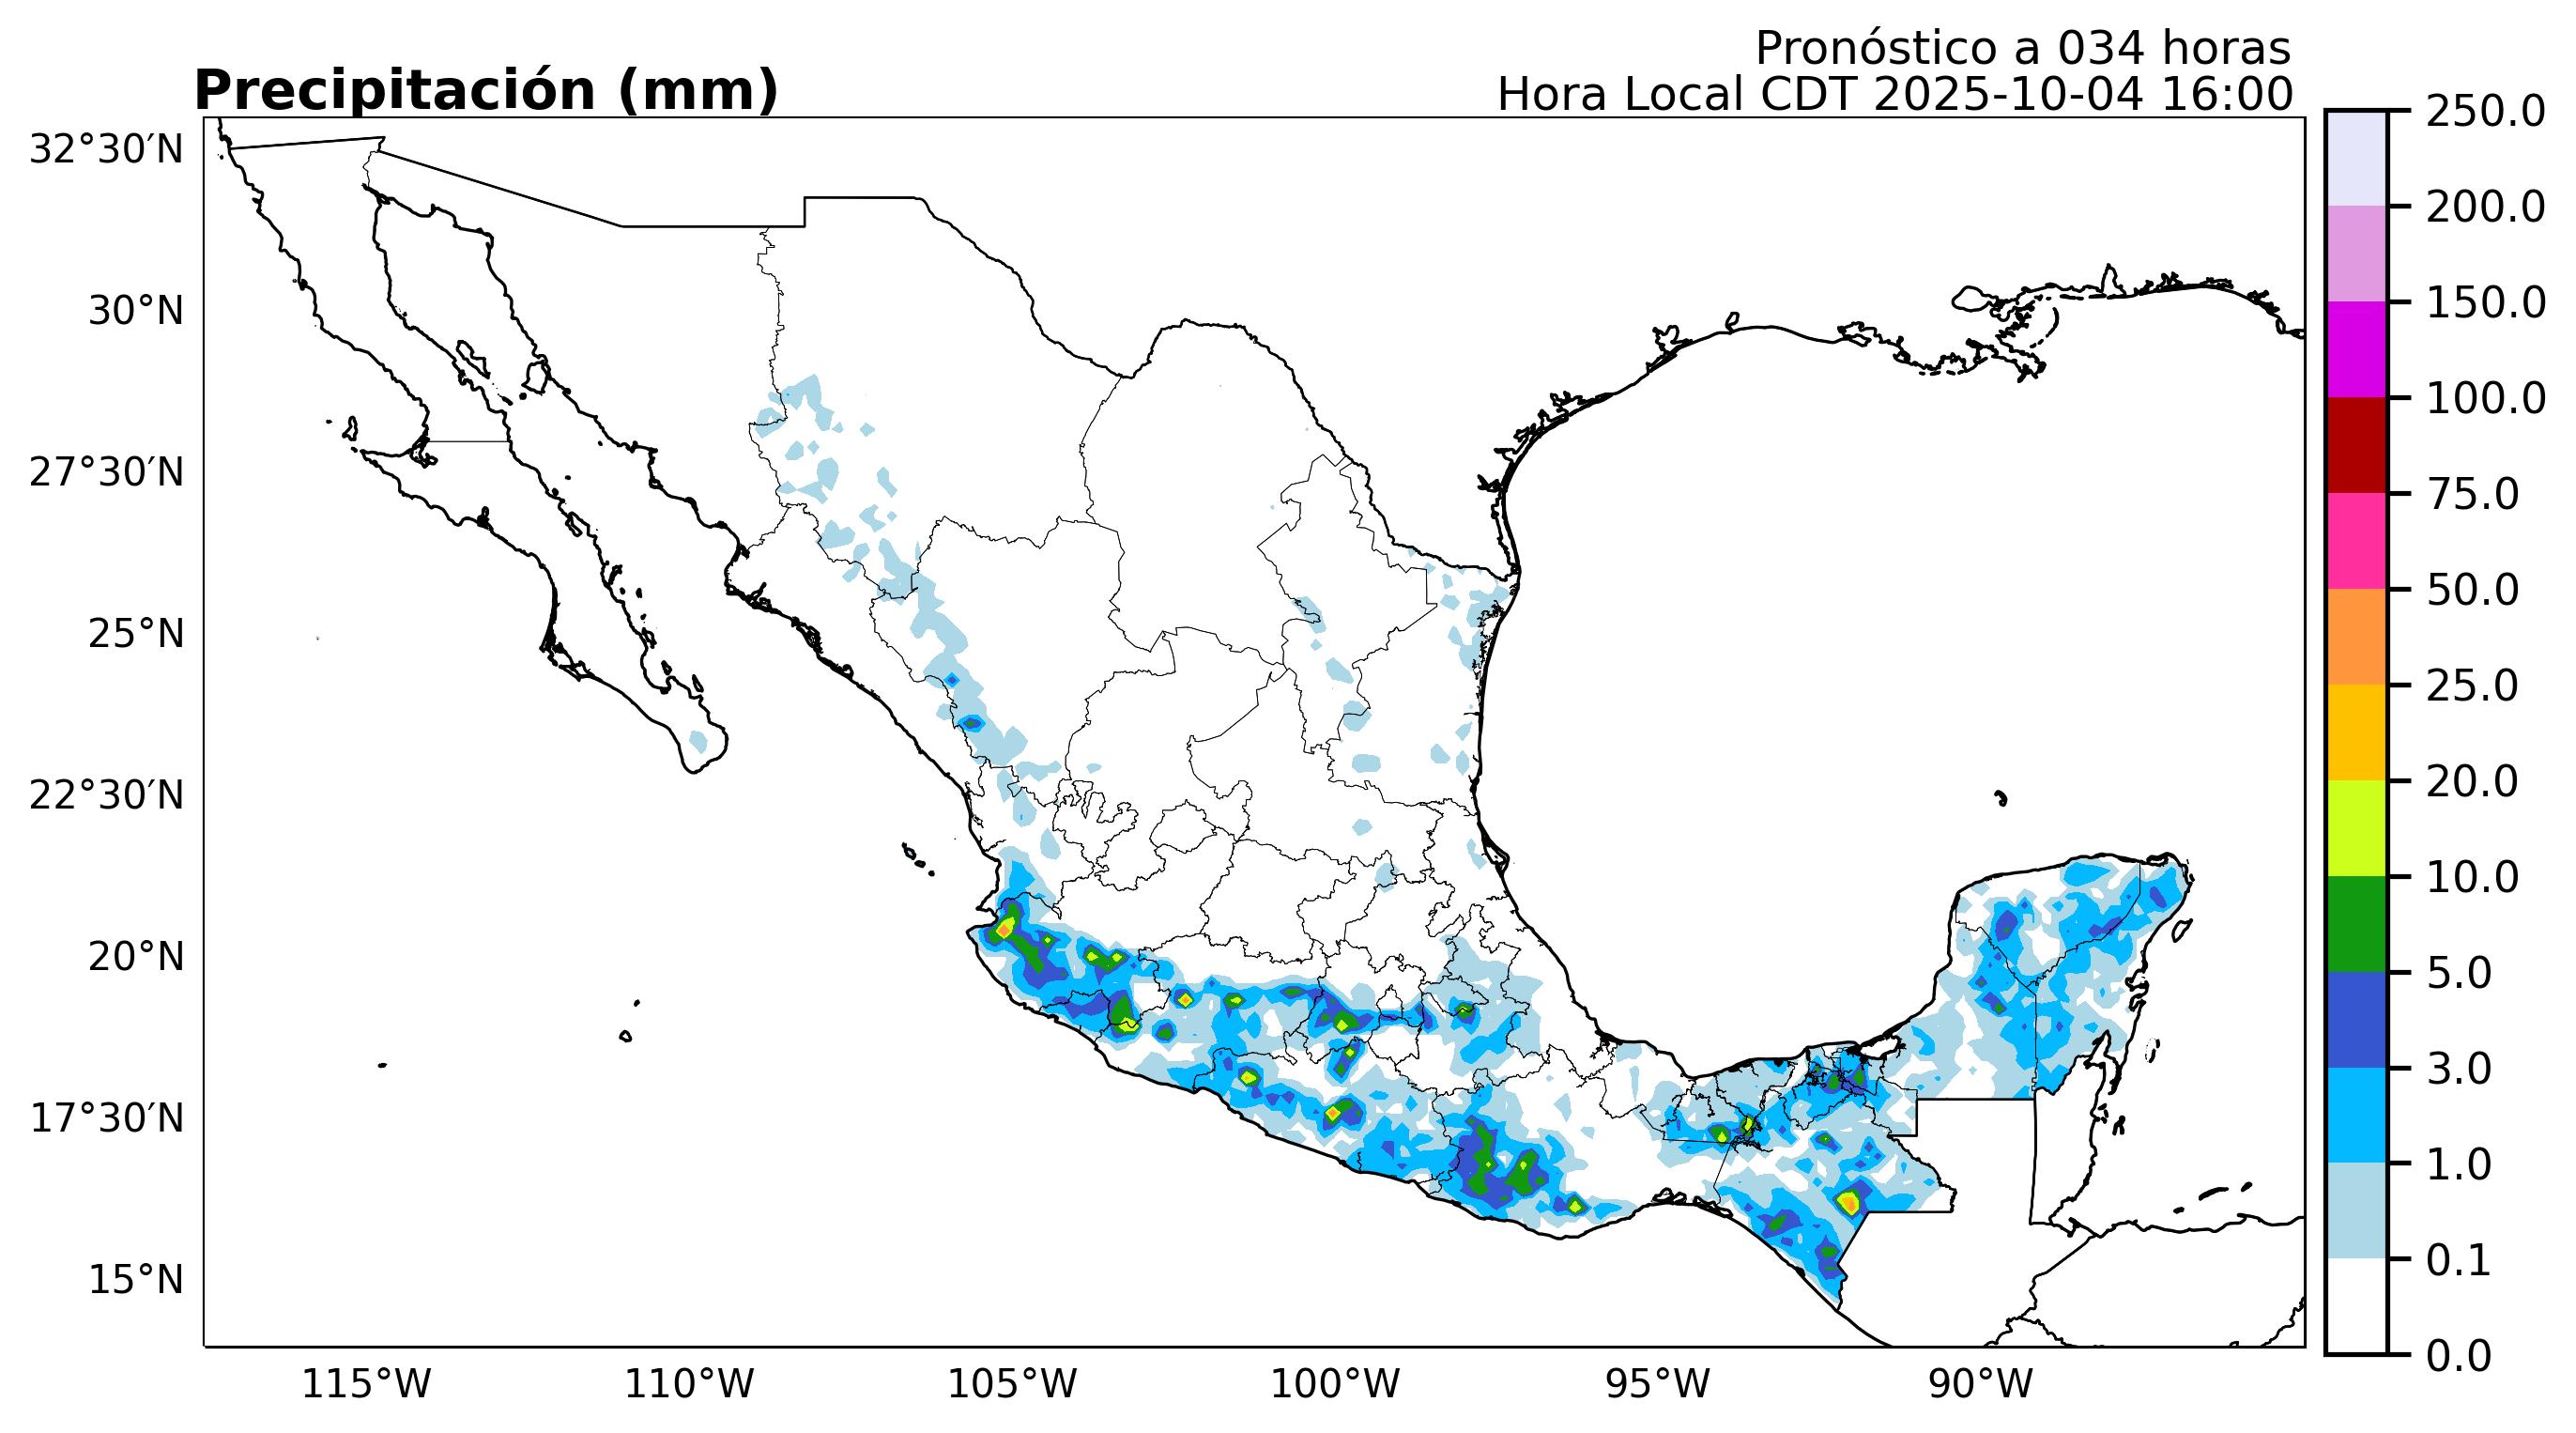 Pronóstico a 034 horas
Precipitación (mm)
Hora Local CDT 2025-10-04 16:00
32°30′N
30°N
27°30′N
25°N
22°30′N
20°N
17°30′N
15°N
115°W
110°W
105°W
100°W
95°W
90°W
250.0
200.0
150.0
100.0
75.0
50.0
25.0
20.0
10.0
5.0
3.0
1.0
0.1
0.0